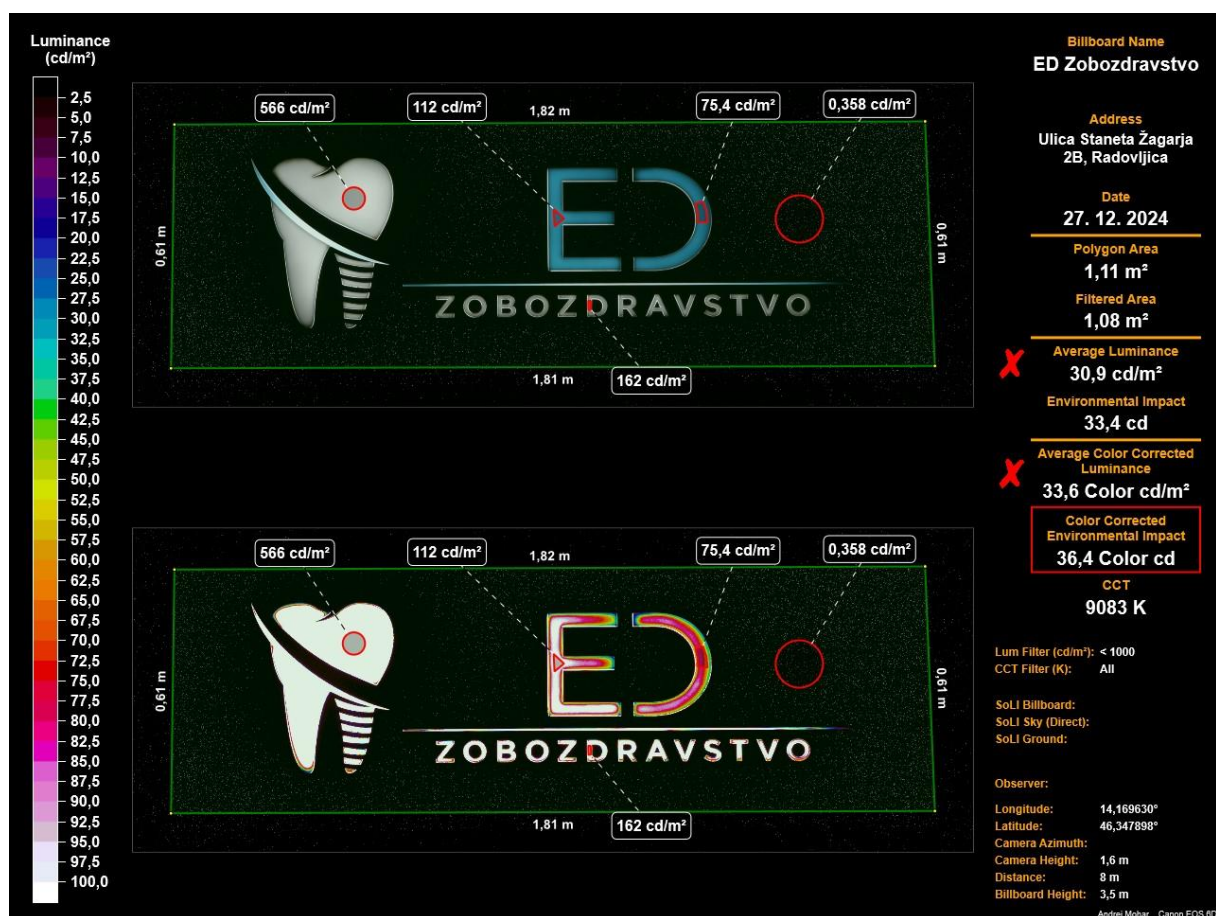 Luminance
(cd/m²)
2,5
5,0
7,5
10,0
12,5
15,0
17,5
20,0
22,5
25,0
27,5
30,0
32,5
35,0
37,5
40,0
42,5
45,0
47,5
50,0
52,5
55,0
57,5
60,0
62,5
65,0
67,5
70,0
72,5
75,0
77,5
80,0
82,5
85,0
87,5
90,0
92,5
95,0
97,5
100,0
566 cd/m²
112 cd/m²
1,82 m
75,4 cd/m²
0,358 cd/m²
0,61 m
ED
0,61 m
ZOBOZDRAVSTVO
1,81 m
162 cd/m²
566 cd/m²
112 cd/m²
1,82 m
75,4 cd/m²
0,358 cd/m²
0,61 m
ED
0,61 m
ZOBOZDRAVSTVO
1,81 m
162 cd/m²
Billboard Name
ED Zobozdravstvo
Address
Ulica Staneta Žagarja
2B, Radovljica
Date
27. 12. 2024
Polygon Area
1,11 m²
Filtered Area
1,08 m²
Average Luminance
30,9 cd/m²
Environmental Impact
33,4 cd
Average Color Corrected
Luminance
33,6 Color cd/m²
Color Corrected
Environmental Impact
36,4 Color cd
CCT
9083 K
Lum Filter (cd/m²): < 1000
CCT Filter (K): All
SoLI Billboard:
SoLI Sky (Direct):
SoLI Ground:
Observer:
Longitude: 14,169630°
Latitude: 46,347898°
Camera Azimuth:
Camera Height: 1,6 m
Distance: 8 m
Billboard Height: 3,5 m
Andrej Mohar Canon EOS 6D